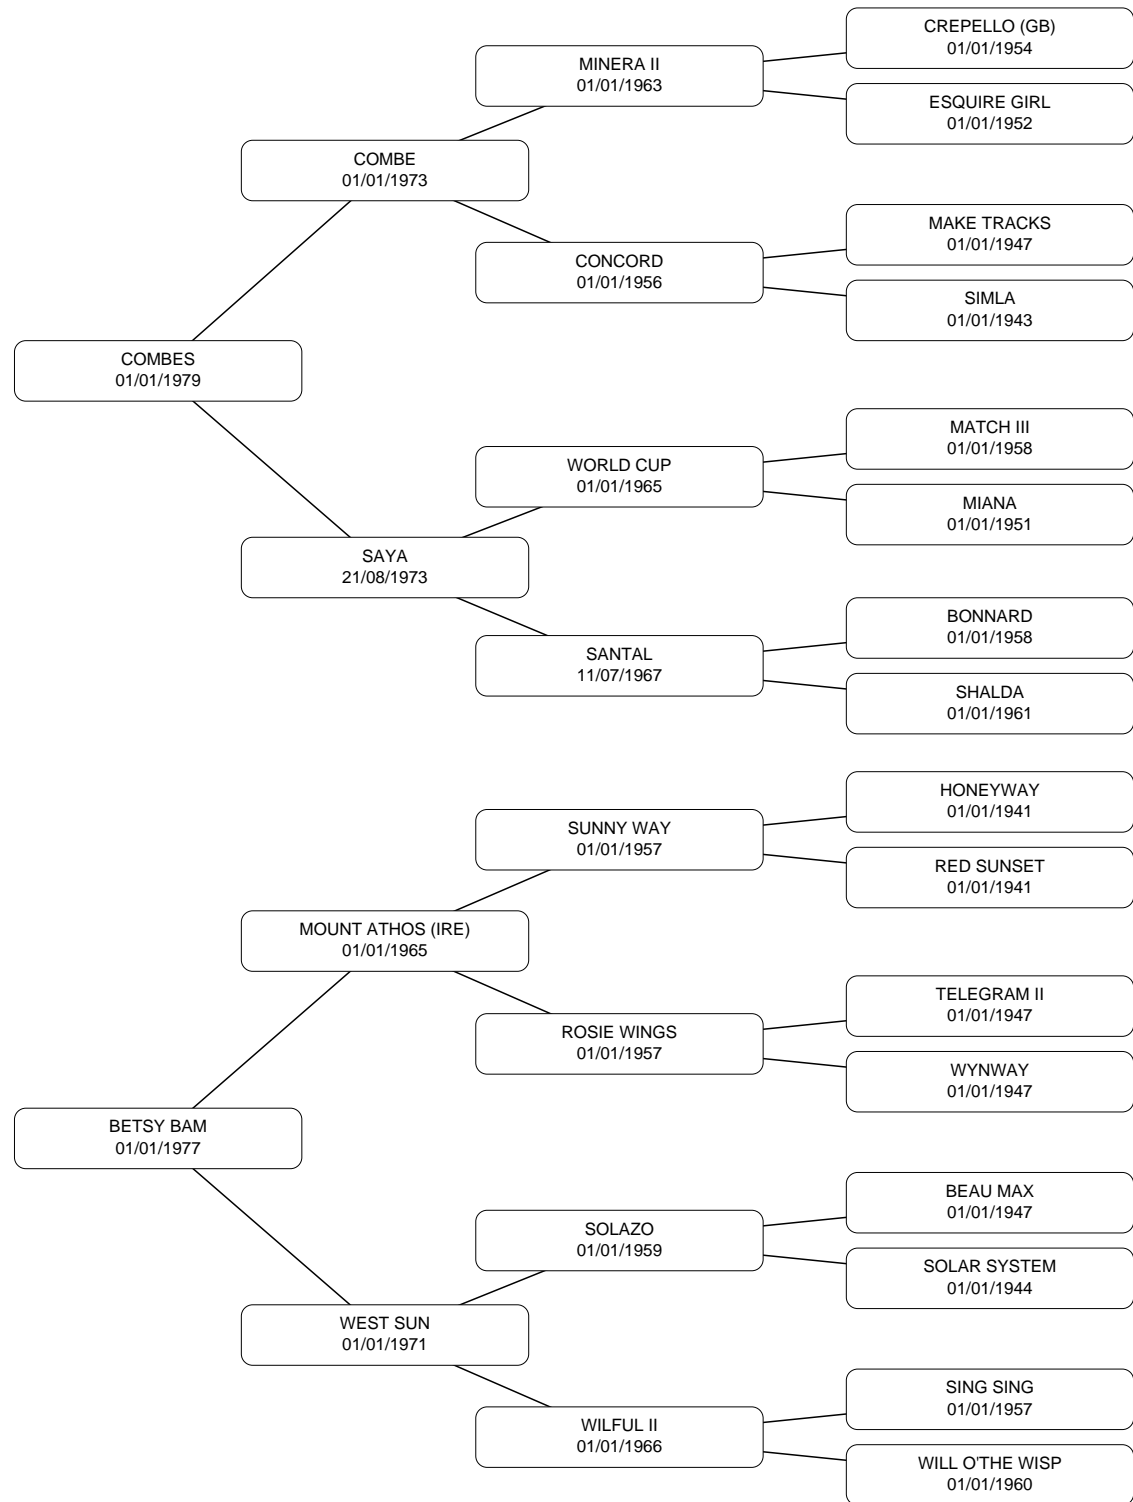 CREPELLO (GB)
01/01/1954
MINERA II
01/01/1963
ESQUIRE GIRL
01/01/1952
COMBE
01/01/1973
MAKE TRACKS
01/01/1947
CONCORD
01/01/1956
SIMLA
01/01/1943
COMBES
01/01/1979
MATCH III
01/01/1958
WORLD CUP
01/01/1965
MIANA
01/01/1951
SAYA
21/08/1973
BONNARD
01/01/1958
SANTAL
11/07/1967
SHALDA
01/01/1961
HONEYWAY
01/01/1941
SUNNY WAY
01/01/1957
RED SUNSET
01/01/1941
MOUNT ATHOS (IRE)
01/01/1965
TELEGRAM II
01/01/1947
ROSIE WINGS
01/01/1957
WYNWAY
01/01/1947
BETSY BAM
01/01/1977
BEAU MAX
01/01/1947
SOLAZO
01/01/1959
SOLAR SYSTEM
01/01/1944
WEST SUN
01/01/1971
SING SING
01/01/1957
WILFUL II
01/01/1966
WILL O'THE WISP
01/01/1960